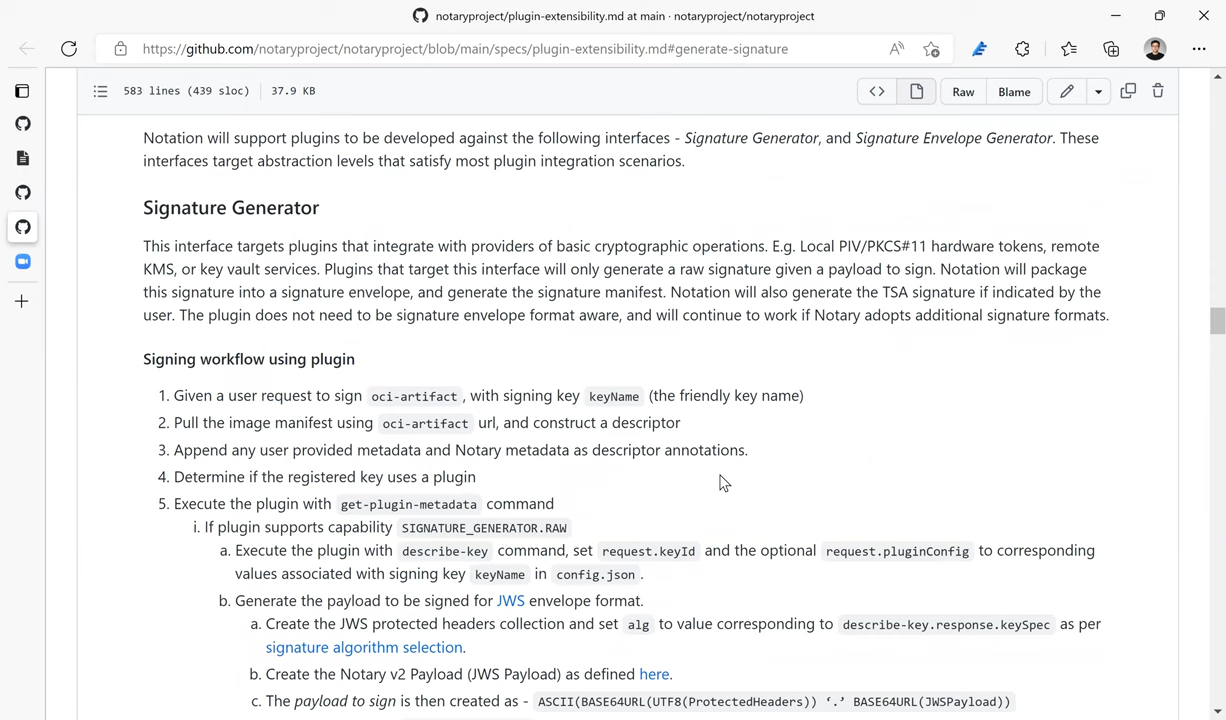 notaryproject/plugin-extensibility.md at main · notaryproject/notaryproject
https://github.com/notaryproject/notaryproject/blob/main/specs/plugin-extensibility.md#generate-signature
583 lines (439 sloc) 37.9 KB
Raw Blame
Notation will support plugins to be developed against the following interfaces - Signature Generator, and Signature Envelope Generator. These
interfaces target abstraction levels that satisfy most plugin integration scenarios.
Signature Generator
This interface targets plugins that integrate with providers of basic cryptographic operations. E.g. Local PIV/PKCS#11 hardware tokens, remote
KMS, or key vault services. Plugins that target this interface will only generate a raw signature given a payload to sign. Notation will package
this signature into a signature envelope, and generate the signature manifest. Notation will also generate the TSA signature if indicated by the
user. The plugin does not need to be signature envelope format aware, and will continue to work if Notary adopts additional signature formats.
Signing workflow using plugin
1. Given a user request to sign oci-artifact , with signing key keyName (the friendly key name)
2. Pull the image manifest using oci-artifact url, and construct a descriptor
3. Append any user provided metadata and Notary metadata as descriptor annotations.
4. Determine if the registered key uses a plugin
5. Execute the plugin with get-plugin-metadata command
i. If plugin supports capability SIGNATURE_GENERATOR.RAW
a. Execute the plugin with describe-key command, set request.keyId and the optional request.pluginConfig to corresponding
values associated with signing key keyName in config.json .
b. Generate the payload to be signed for JWS envelope format.
a. Create the JWS protected headers collection and set alg to value corresponding to describe-key.response.keySpec as per
signature algorithm selection.
b. Create the Notary v2 Payload (JWS Payload) as defined here.
c. The payload to sign is then created as - ASCII(BASE64URL(UTF8(ProtectedHeaders)) ‘.’ BASE64URL(JWSPayload))